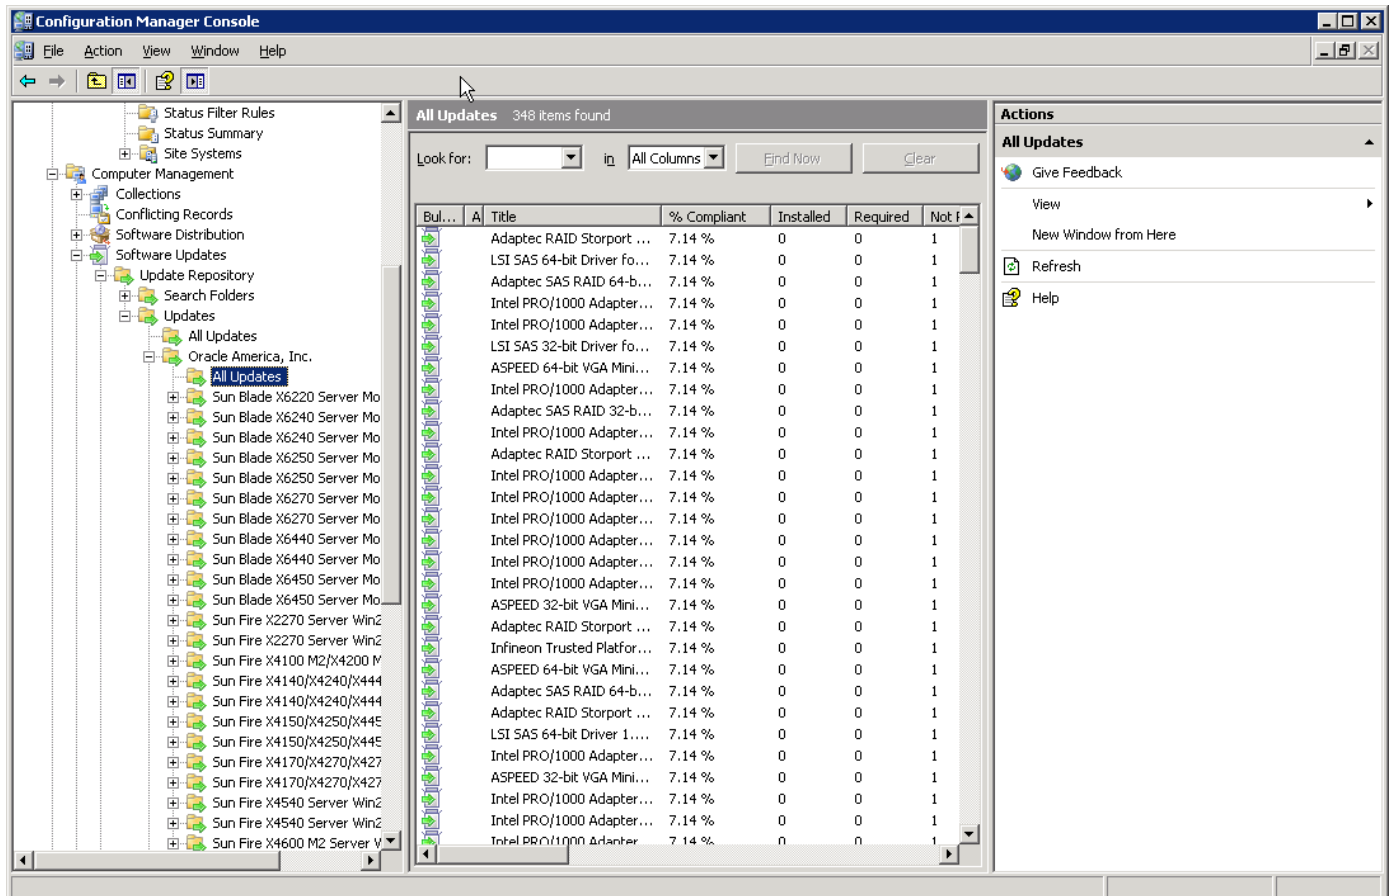 Configuration Manager Console
File Action View Window Help
Status Filter Rules
Status Summary
Site Systems
Computer Management
Collections
Conflicting Records
Software Distribution
Software Updates
Update Repository
Search Folders
Updates
All Updates
Oracle America, Inc.
All Updates
Sun Blade X6220 Server Mo
Sun Blade X6240 Server Mo
Sun Blade X6240 Server Mo
Sun Blade X6250 Server Mo
Sun Blade X6250 Server Mo
Sun Blade X6270 Server Mo
Sun Blade X6270 Server Mo
Sun Blade X6440 Server Mo
Sun Blade X6440 Server Mo
Sun Blade X6450 Server Mo
Sun Blade X6450 Server Mo
Sun Fire X2270 Server Win2
Sun Fire X2270 Server Win2
Sun Fire X4100 M2/X4200 M
Sun Fire X4140/X4240/X444
Sun Fire X4140/X4240/X444
Sun Fire X4150/X4250/X445
Sun Fire X4150/X4250/X445
Sun Fire X4170/X4270/X427
Sun Fire X4170/X4270/X427
Sun Fire X4540 Server Win2
Sun Fire X4540 Server Win2
Sun Fire X4600 M2 Server V
All Updates 348 items found
Look for: in All Columns Find Now Clear
Bul... A Title % Compliant Installed Required Not F
Adaptec RAID Storport ... 7.14 % 0 0 1
LSI SAS 64-bit Driver fo... 7.14 % 0 0 1
Adaptec SAS RAID 64-b... 7.14 % 0 0 1
Intel PRO/1000 Adapter... 7.14 % 0 0 1
Intel PRO/1000 Adapter... 7.14 % 0 0 1
LSI SAS 32-bit Driver fo... 7.14 % 0 0 1
ASPEED 64-bit VGA Mini... 7.14 % 0 0 1
Intel PRO/1000 Adapter... 7.14 % 0 0 1
Adaptec SAS RAID 32-b... 7.14 % 0 0 1
Intel PRO/1000 Adapter... 7.14 % 0 0 1
Adaptec RAID Storport ... 7.14 % 0 0 1
Intel PRO/1000 Adapter... 7.14 % 0 0 1
Intel PRO/1000 Adapter... 7.14 % 0 0 1
Intel PRO/1000 Adapter... 7.14 % 0 0 1
Intel PRO/1000 Adapter... 7.14 % 0 0 1
Intel PRO/1000 Adapter... 7.14 % 0 0 1
Intel PRO/1000 Adapter... 7.14 % 0 0 1
ASPEED 32-bit VGA Mini... 7.14 % 0 0 1
Adaptec RAID Storport ... 7.14 % 0 0 1
Infineon Trusted Platfor... 7.14 % 0 0 1
ASPEED 64-bit VGA Mini... 7.14 % 0 0 1
Adaptec SAS RAID 64-b... 7.14 % 0 0 1
Adaptec RAID Storport ... 7.14 % 0 0 1
LSI SAS 64-bit Driver 1.... 7.14 % 0 0 1
Intel PRO/1000 Adapter... 7.14 % 0 0 1
ASPEED 32-bit VGA Mini... 7.14 % 0 0 1
Intel PRO/1000 Adapter... 7.14 % 0 0 1
Intel PRO/1000 Adapter... 7.14 % 0 0 1
Intel PRO/1000 Adapter 7.14 % 0 0 1
Actions
All Updates
Give Feedback
View
New Window from Here
Refresh
Help